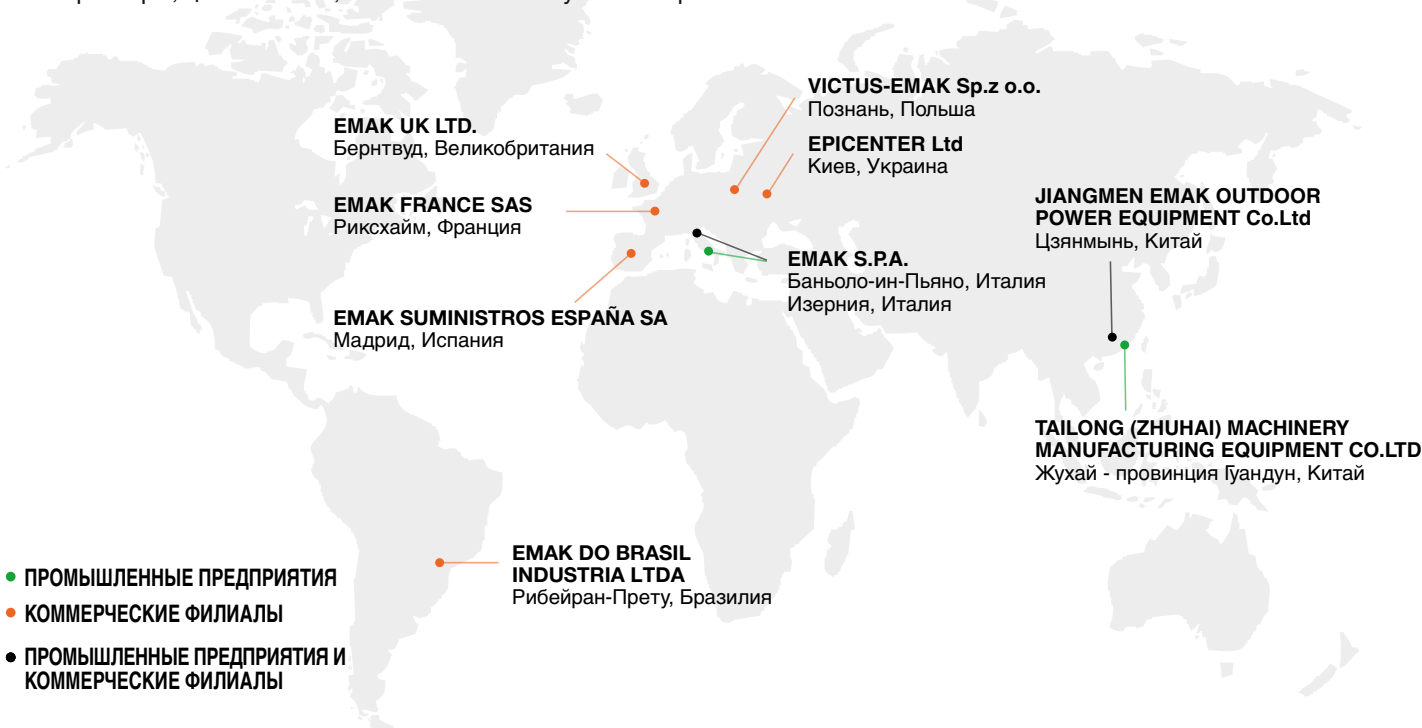 VICTUS-EMAK Sp.z o.o.
Познань, Польша
EMAK UK LTD.
Бернтвуд, Великобритания
EPICENTER Ltd
Киев, Украина
EMAK FRANCE SAS
Риксхайм, Франция
JIANGMEN EMAK OUTDOOR
POWER EQUIPMENT Co.Ltd
Цзянмынь, Китай
EMAK S.P.A.
Баньоло-ин-Пьяно, Италия
Изерния, Италия
EMAK SUMINISTROS ESPAÑA SA
Мадрид, Испания
TAILONG (ZHUHAI) MACHINERY
MANUFACTURING EQUIPMENT CO.LTD
Жухай - провинция Гуандун, Китай
EMAK DO BRASIL
INDUSTRIA LTDA
Рибейран-Прету, Бразилия
ПРОМЫШЛЕННЫЕ ПРЕДПРИЯТИЯ
КОММЕРЧЕСКИЕ ФИЛИАЛЫ
ПРОМЫШЛЕННЫЕ ПРЕДПРИЯТИЯ И
КОММЕРЧЕСКИЕ ФИЛИАЛЫ